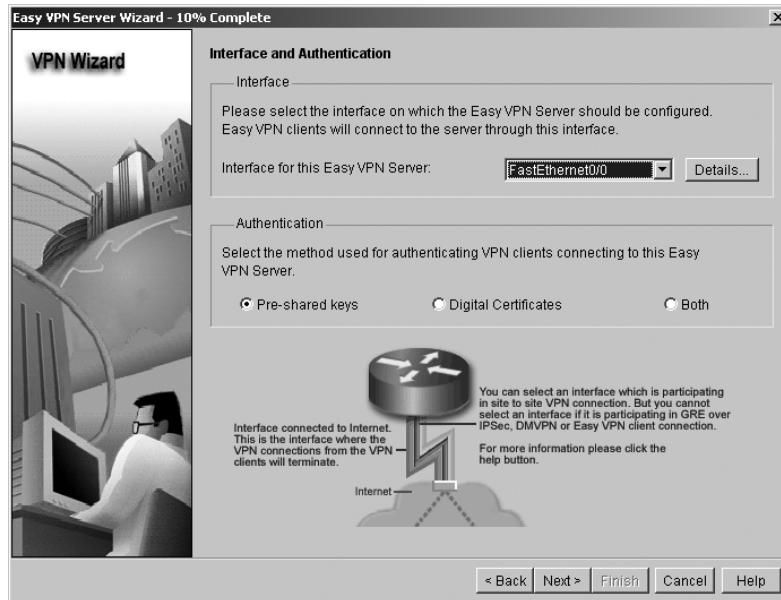 Easy VPN Server Wizard - 10% Complete
VPN Wizard
Interface and Authentication
Interface
Please select the interface on which the Easy VPN Server should be configured.
Easy VPN clients will connect to the server through this interface.
Interface for this Easy VPN Server:
FastEthernet0/0
Details...
Authentication
Select the method used for authenticating VPN clients connecting to this Easy
VPN Server.
Pre-shared keys
Digital Certificates
Both
You can select an interface which is participating
in site to site VPN connection. But you cannot
select an interface if it is participating in GRE over
IPSec, DMVPN or Easy VPN client connection.
For more information please click the
help button.
Interface connected to Internet.
This is the interface where the
VPN connections from the VPN
clients will terminate.
Internet
< Back
Next >
Finish
Cancel
Help